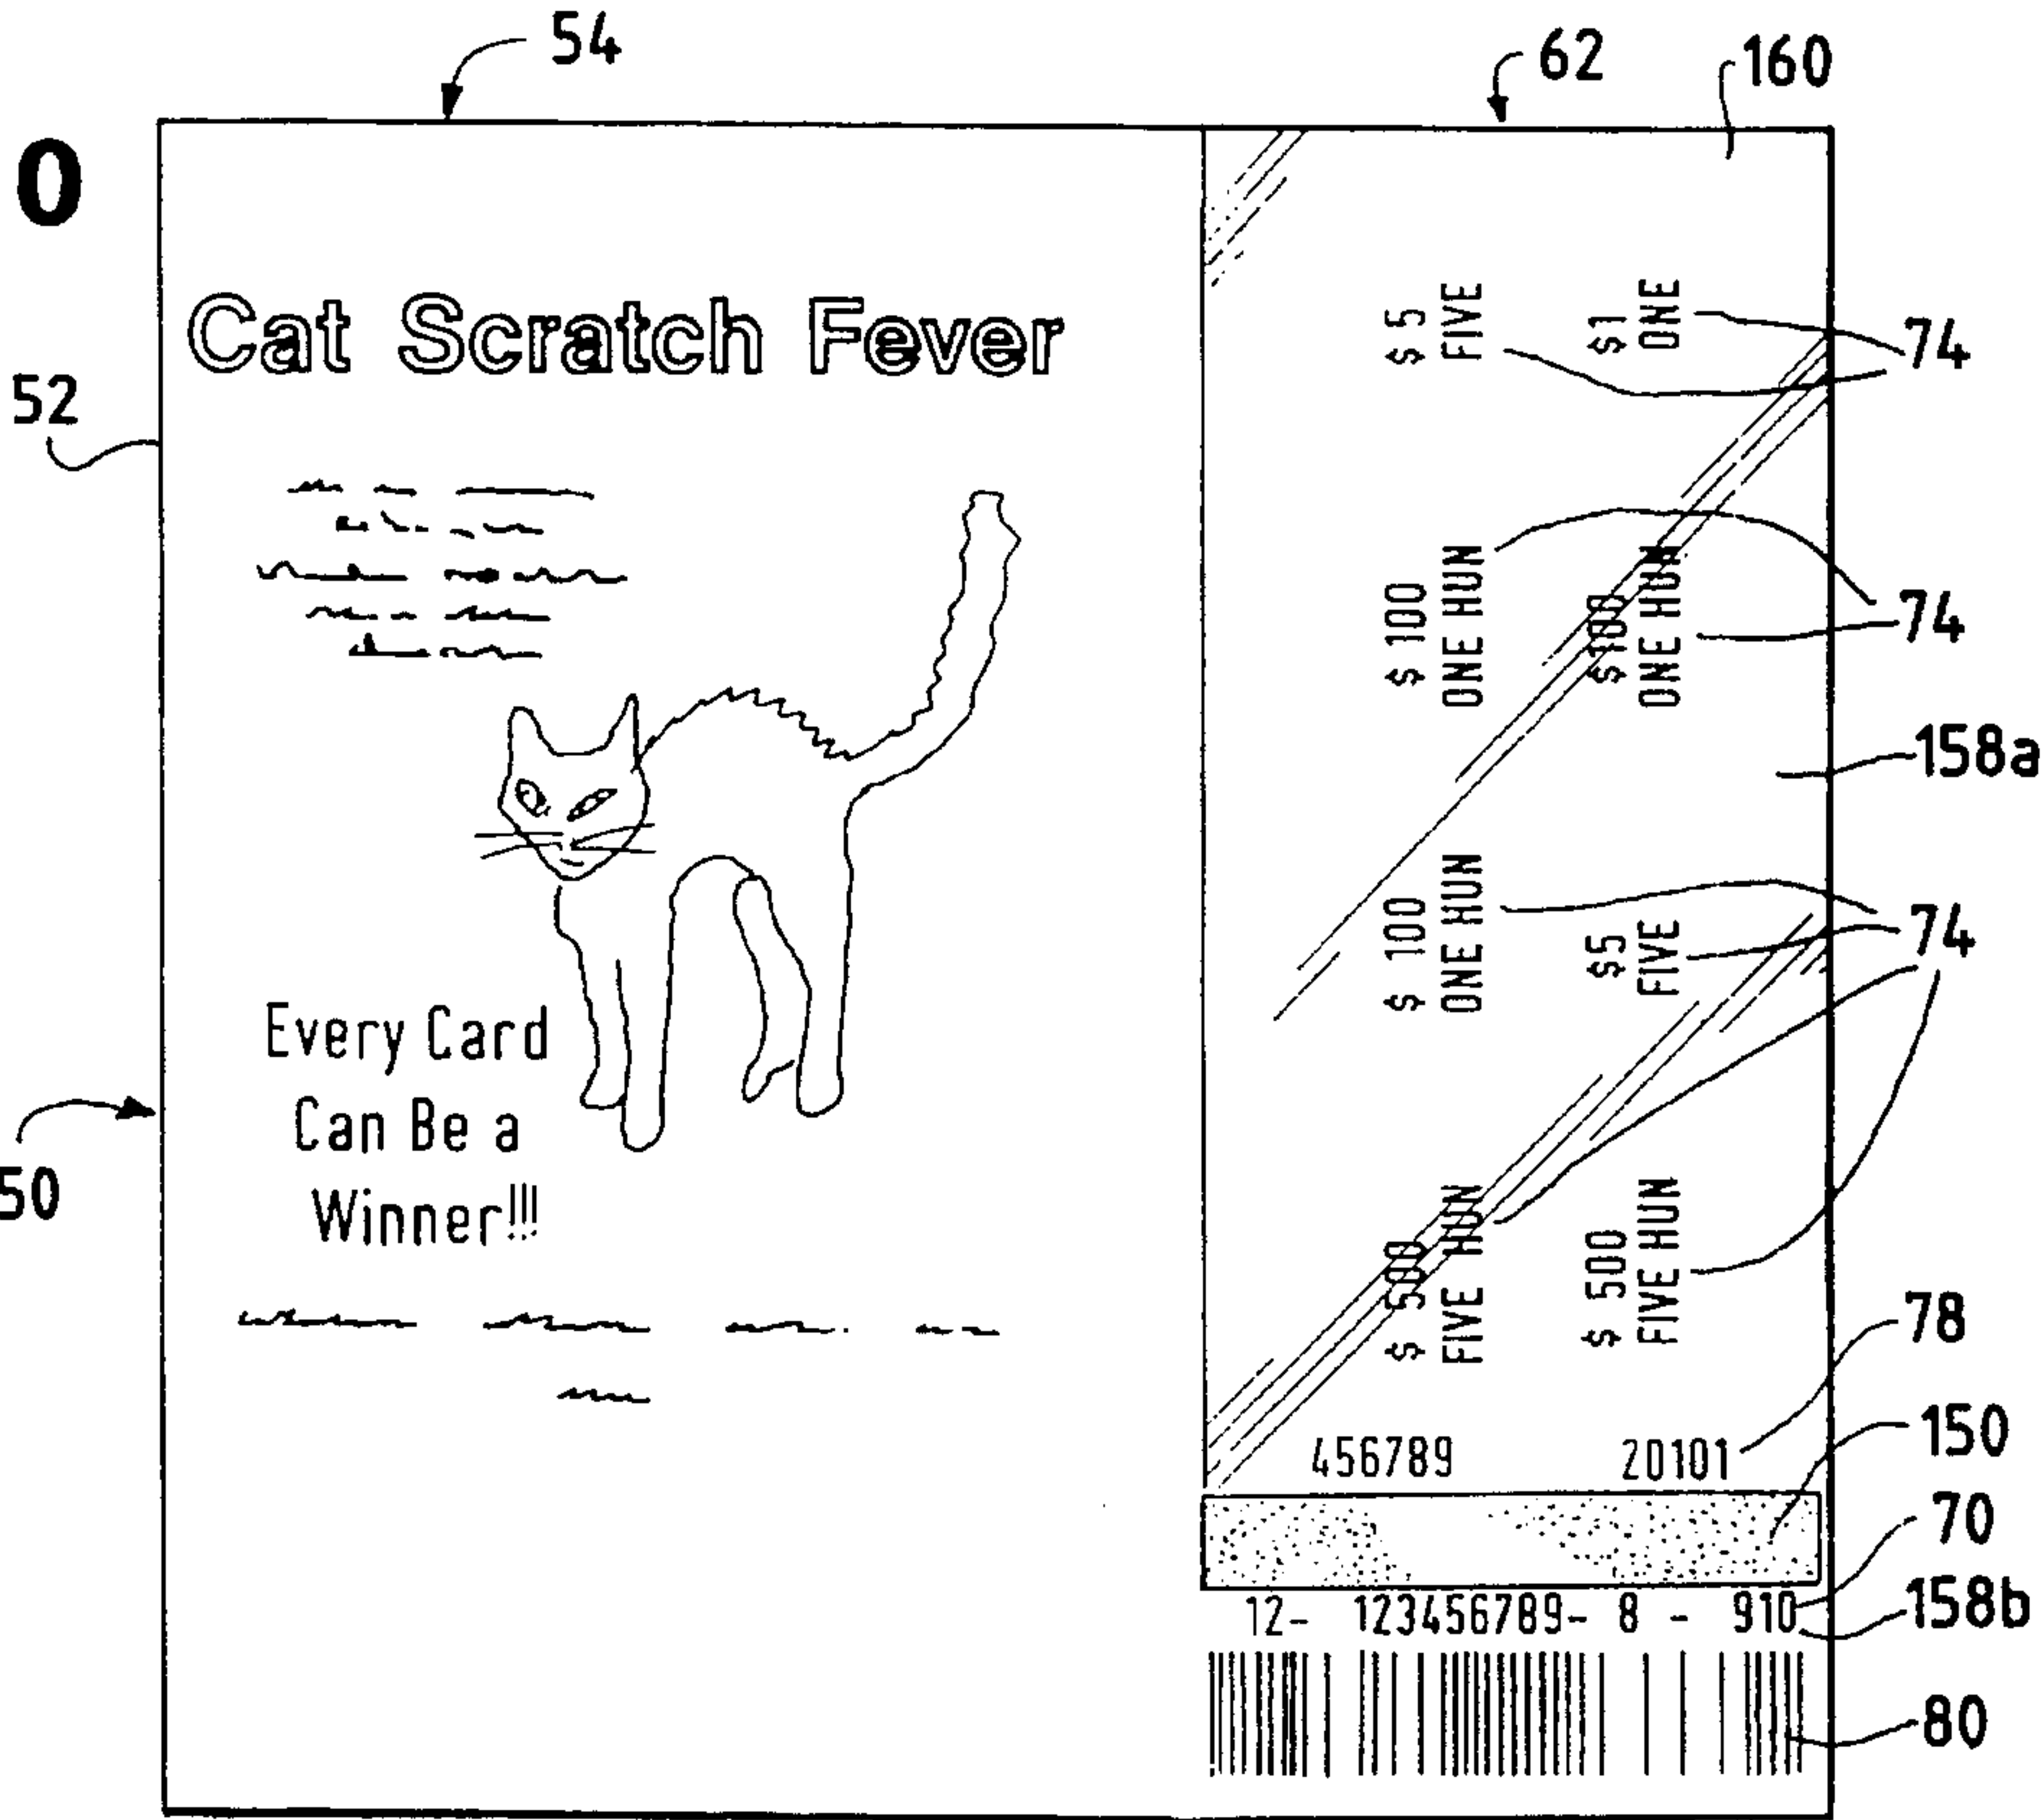 54
62
160
0
Cat Scratch Fever
52
$ 5
FIVE
$1
ONE
74
$ 100
ONE HUN
$100
ONE HUN
74
158a
$ 100
ONE HUN
$5
FIVE
74
Every Card
Can Be a
Winner!!!
50
$ 500
FIVE HUN
$ 500
FIVE HUN
78
456789 20101
150
70
12- 123456789- 8 - 910
158b
80